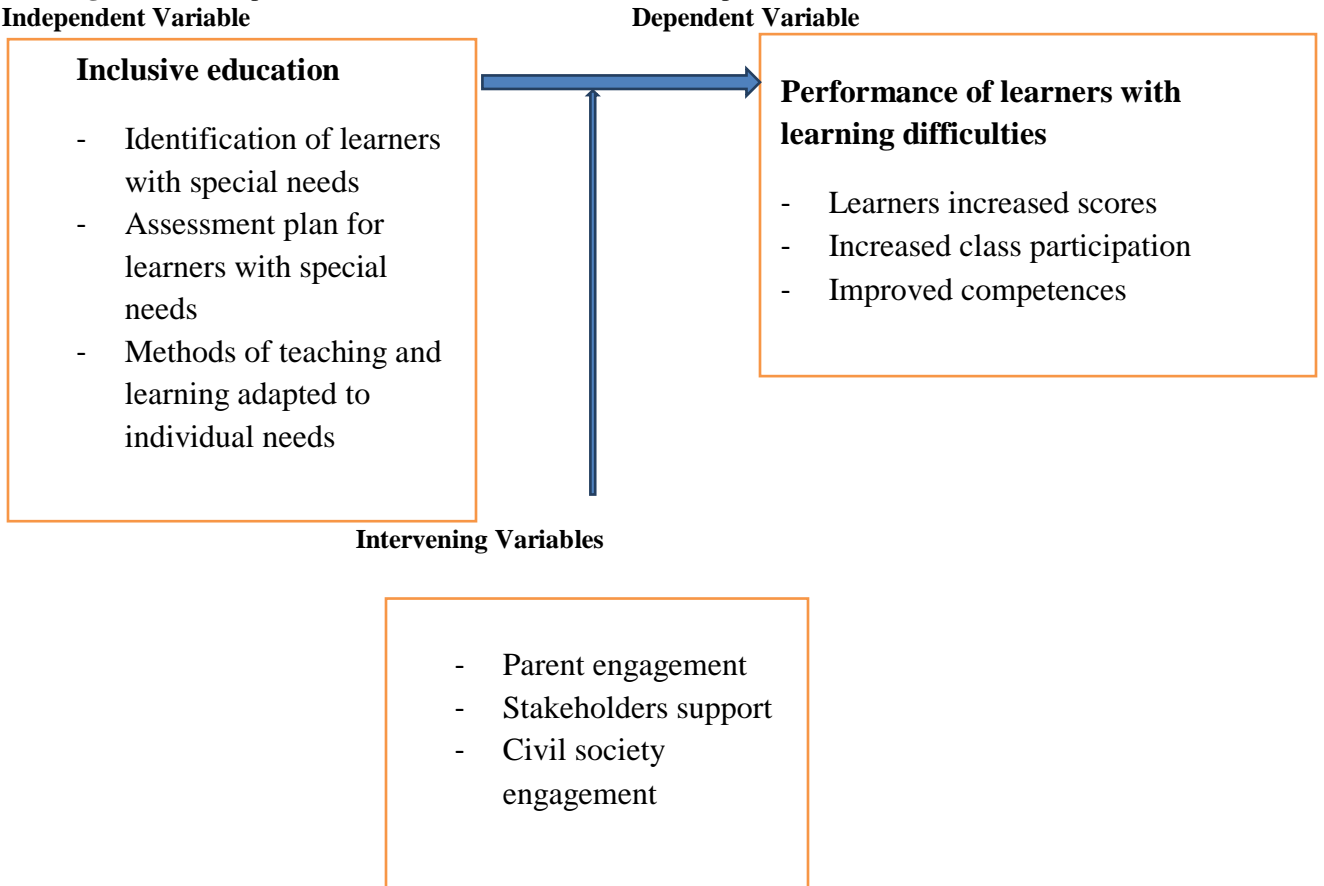 Independent Variable
Dependent Variable
Inclusive education
- Identification of learners
with special needs
- Assessment plan for
learners with special
needs
- Methods of teaching and
learning adapted to
individual needs
Performance of learners with
learning difficulties
- Learners increased scores
- Increased class participation
- Improved competences
Intervening Variables
- Parent engagement
- Stakeholders support
- Civil society
engagement